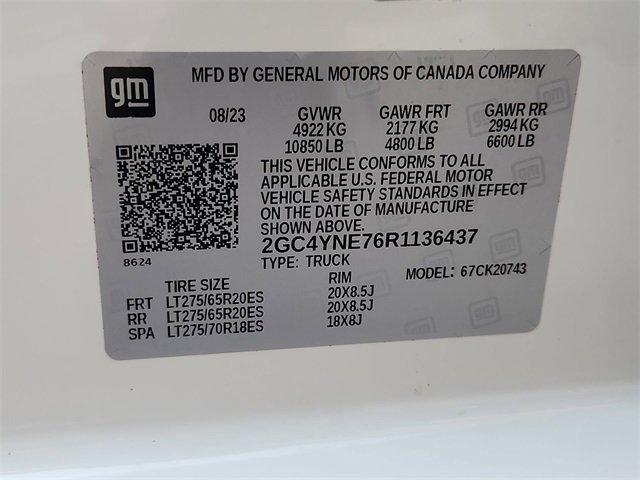 gm
MFD BY GENERAL MOTORS OF CANADA COMPANY
08/23 GVWR GAWR FRT GAWR RR
4922 KG 2177 KG 2994 KG
10850 LB 4800 LB 6600 LB
THIS VEHICLE CONFORMS TO ALL
APPLICABLE U.S. FEDERAL MOTOR
VEHICLE SAFETY STANDARDS IN EFFECT
ON THE DATE OF MANUFACTURE
SHOWN ABOVE
2GC4YNE76R1136437
8624
TYPE: TRUCK MODEL: 67CK20743
TIRE SIZE RIM
FRT LT275/65R20ES 20X8.5J
RR LT275/65R20ES 20X8.5J
SPA LT275/70R18ES 18X8J